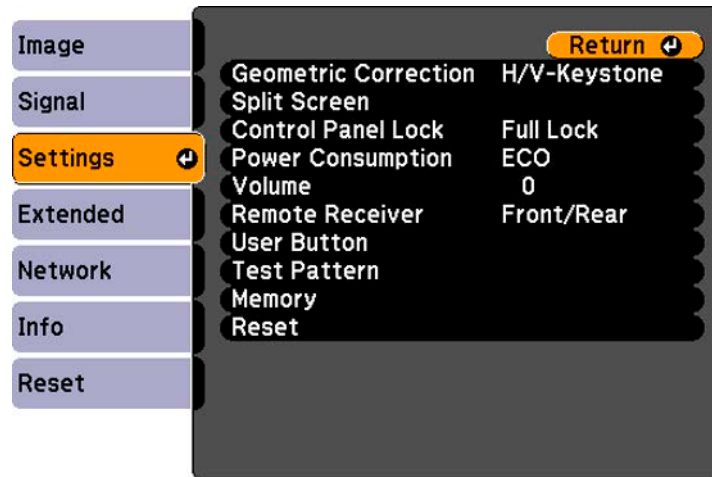 Image
Signal
Settings
Extended
Network
Info
Reset
Return
Geometric Correction H/V-Keystone
Split Screen
Control Panel Lock Full Lock
Power Consumption ECO
Volume 0
Remote Receiver Front/Rear
User Button
Test Pattern
Memory
Reset